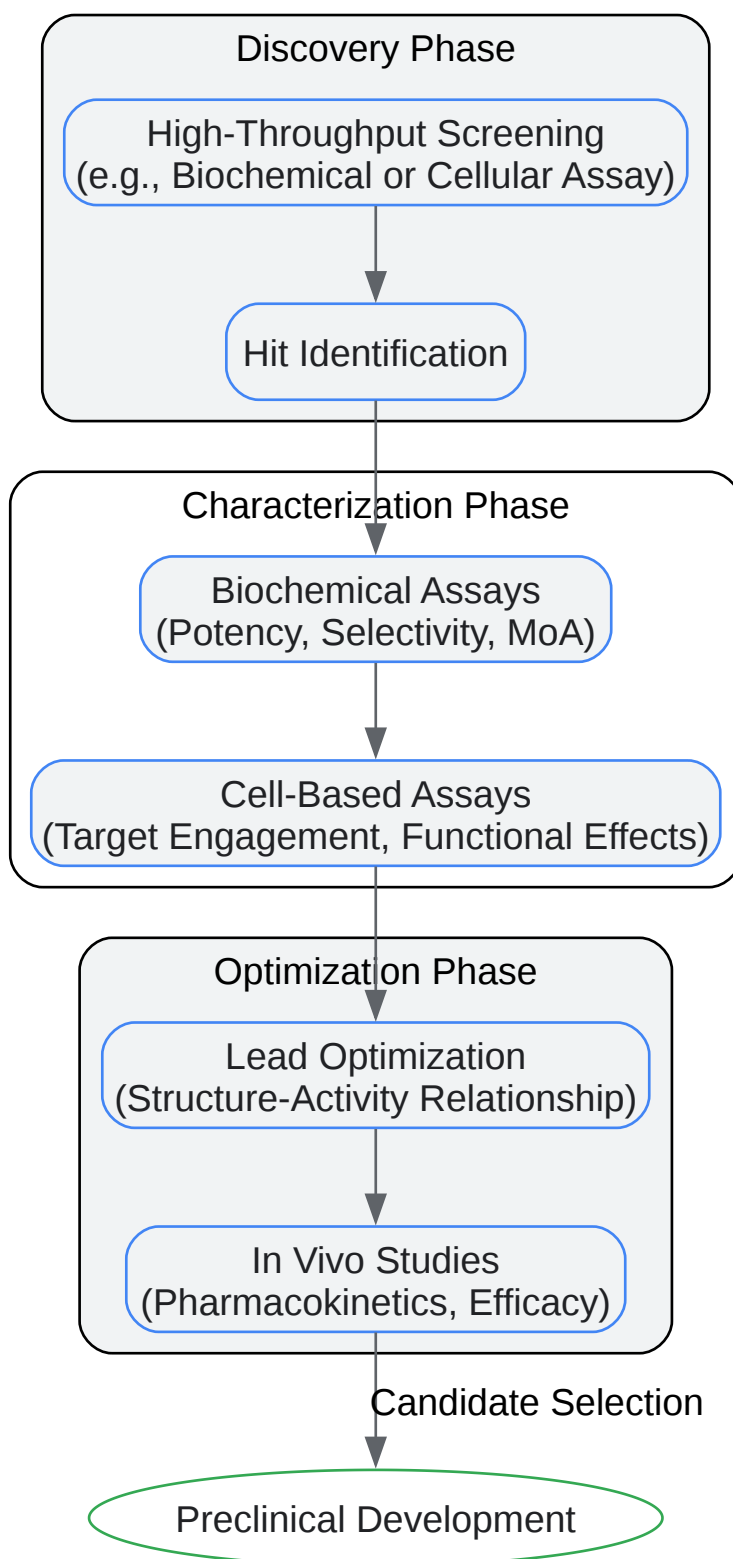 Discovery Phase
High-Throughput Screening
(e.g., Biochemical or Cellular Assay)
Hit Identification
Characterization Phase
Biochemical Assays
(Potency, Selectivity, MoA)
Cell-Based Assays
(Target Engagement, Functional Effects)
Optimization Phase
Lead Optimization
(Structure-Activity Relationship)
In Vivo Studies
(Pharmacokinetics, Efficacy)
Candidate Selection
Preclinical Development